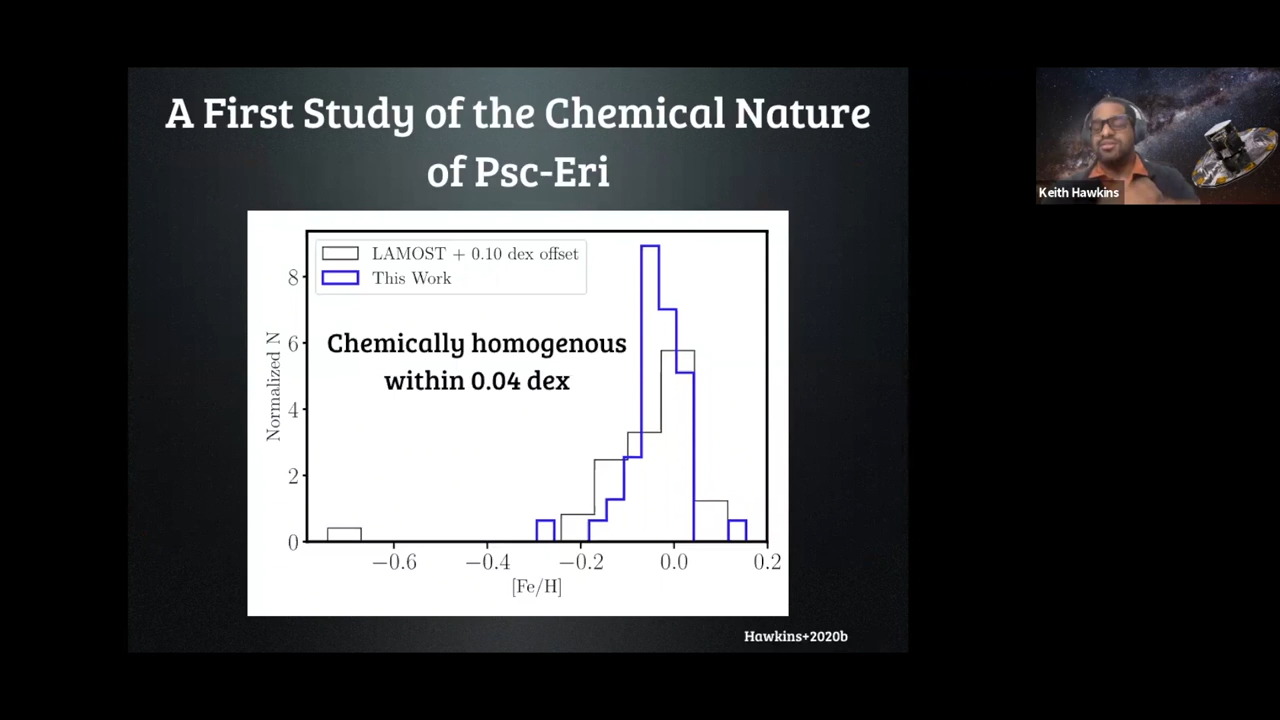 A First Study of the Chemical Nature
of Psc-Eri
LAMOST + 0.10 dex offset
This Work
Chemically homogenous
within 0.04 dex
Normalized N
8
6
4
2
0
−0.6 −0.4 −0.2 0.0 0.2
[Fe/H]
Hawkins+2020b
Keith Hawkins